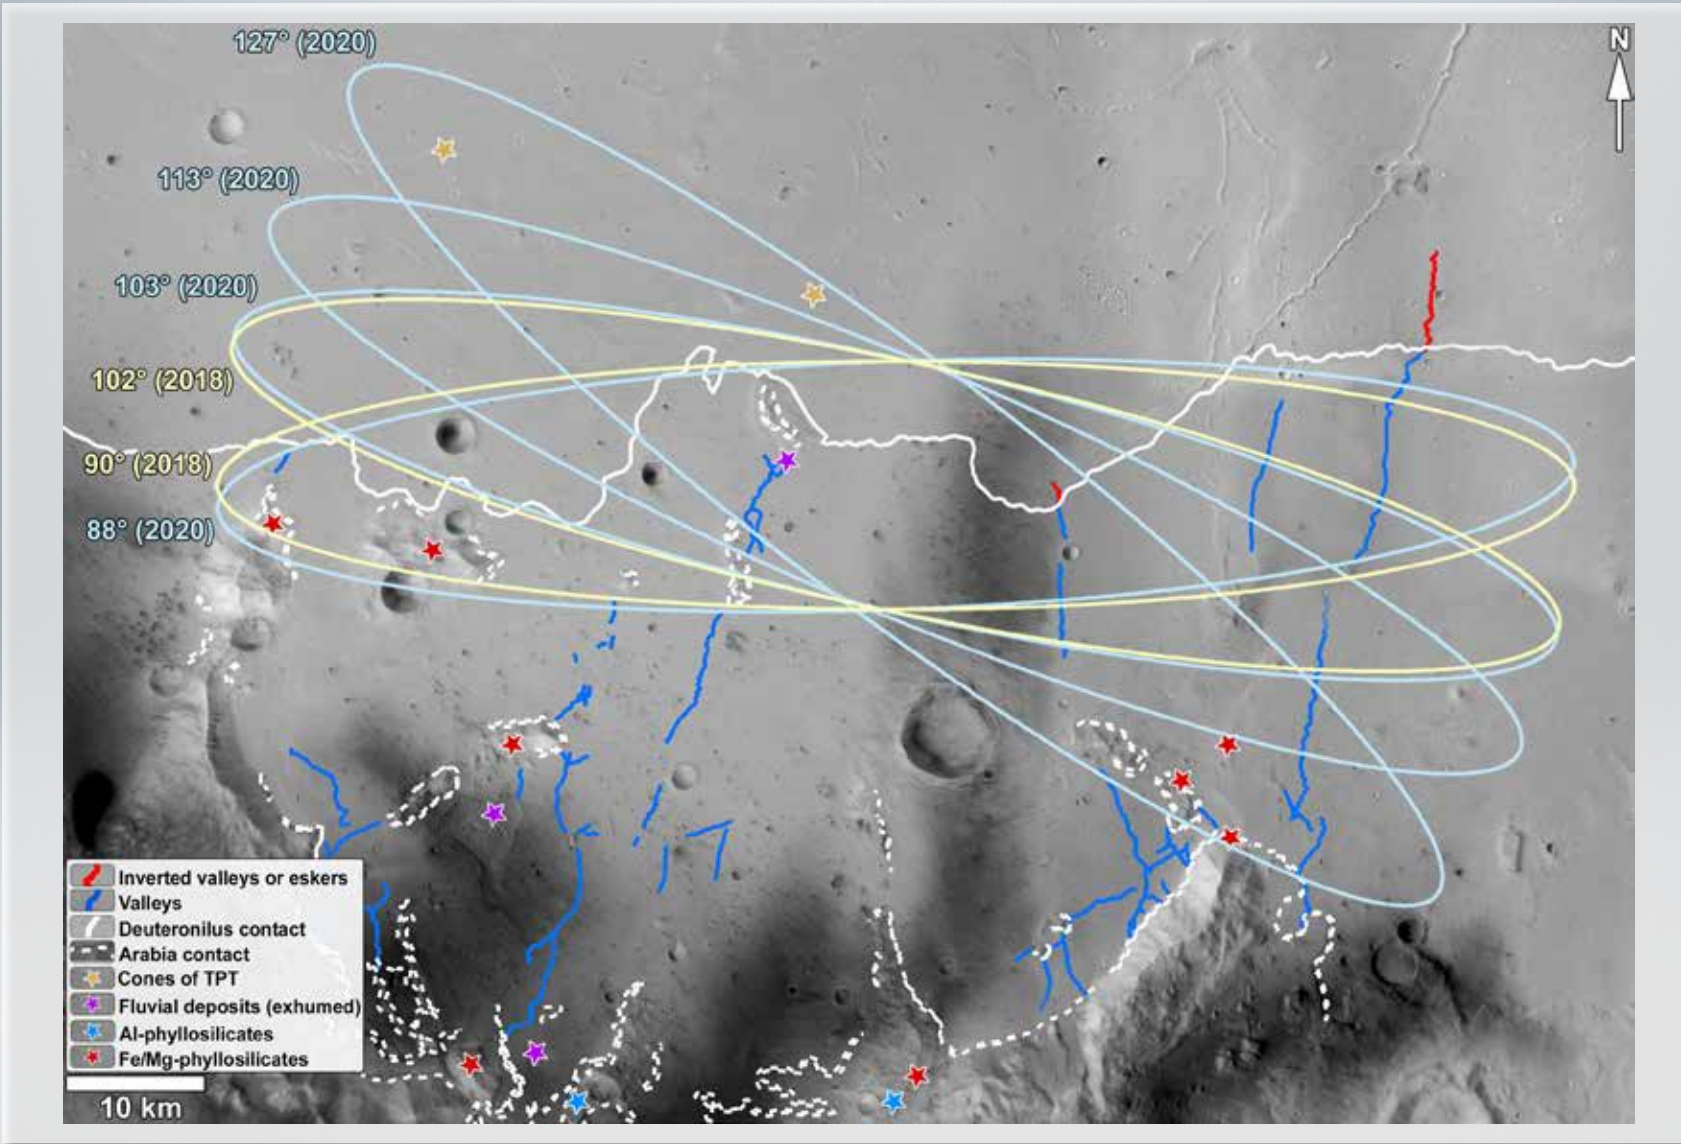 127° (2020)
N
113° (2020)
103° (2020)
102° (2018)
90° (2018)
88° (2020)
Inverted valleys or eskers
Valleys
Deuteronilus contact
Arabia contact
Cones of TPT
Fluvial deposits (exhumed)
Al-phyllosilicates
Fe/Mg-phyllosilicates
10 km